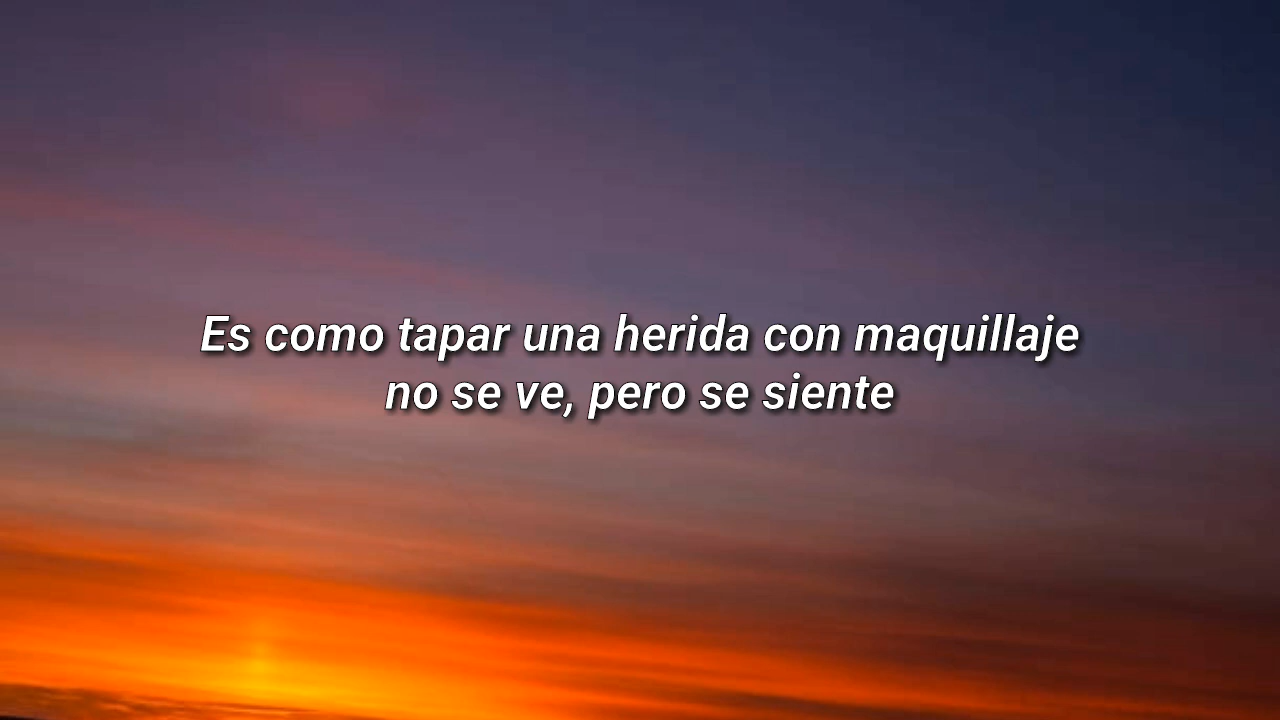 Es como tapar una herida con maquillaje
no se ve, pero se siente